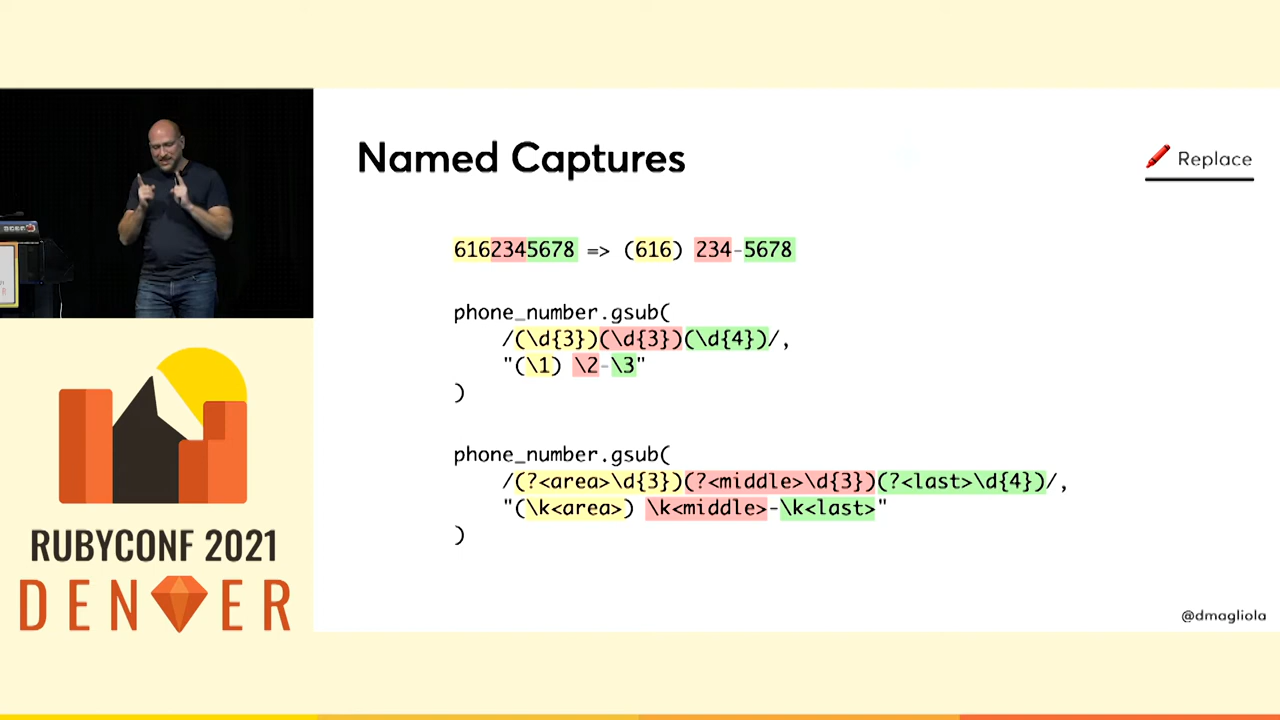 Named Captures
Replace
6162345678 => (616) 234-5678
phone_number.gsub(
/(\d{3})(\d{3})(\d{4})/,
"(\1) \2-\3"
)
phone_number.gsub(
/(?<area>\d{3})(?<middle>\d{3})(?<last>\d{4})/,
"(\k<area>) \k<middle>-\k<last>"
)
@dmagliola
RUBYCONF 2021
DENVER